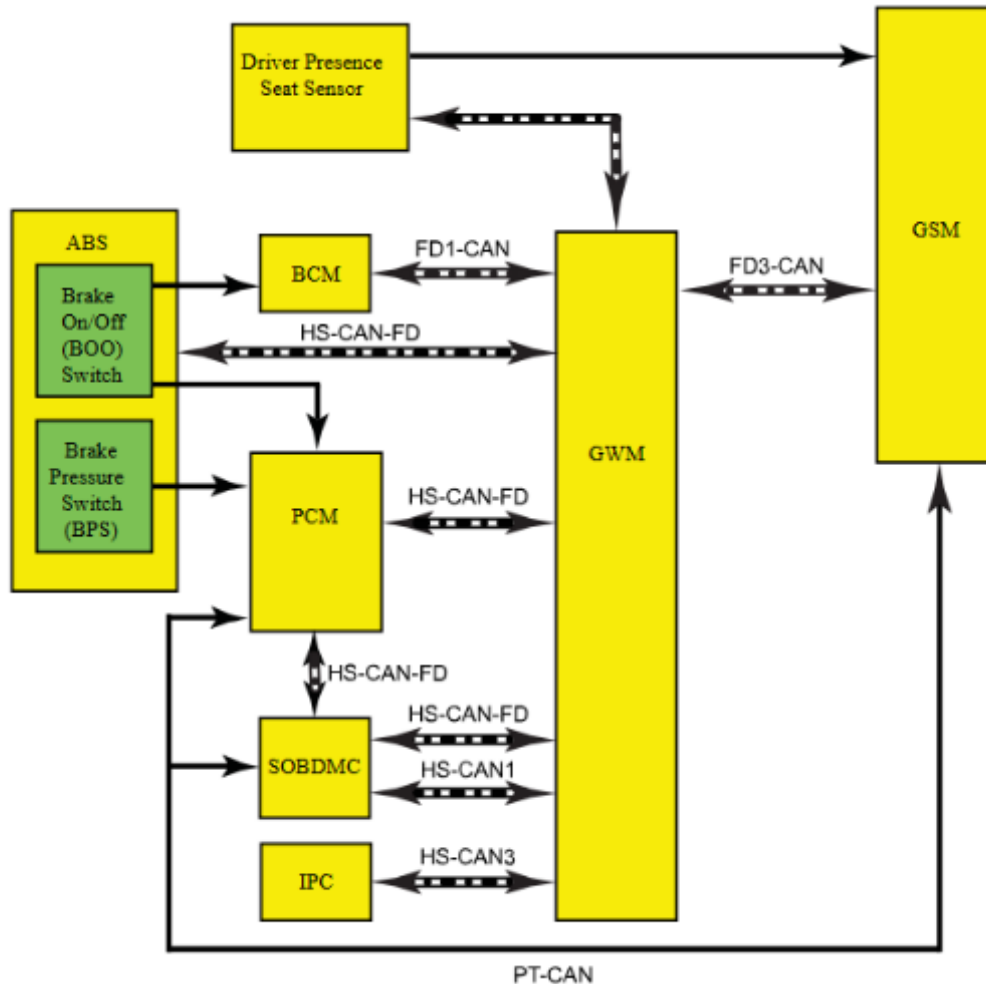 Driver Presence
Seat Sensor
GSM
ABS
BCM
FD1-CAN
FD3-CAN
Brake
On/Off
(BOO)
Switch
HS-CAN-FD
Brake
Pressure
Switch
(BPS)
PCM
HS-CAN-FD
GWM
HS-CAN-FD
SOBDMC
HS-CAN-FD
HS-CAN1
IPC
HS-CAN3
PT-CAN